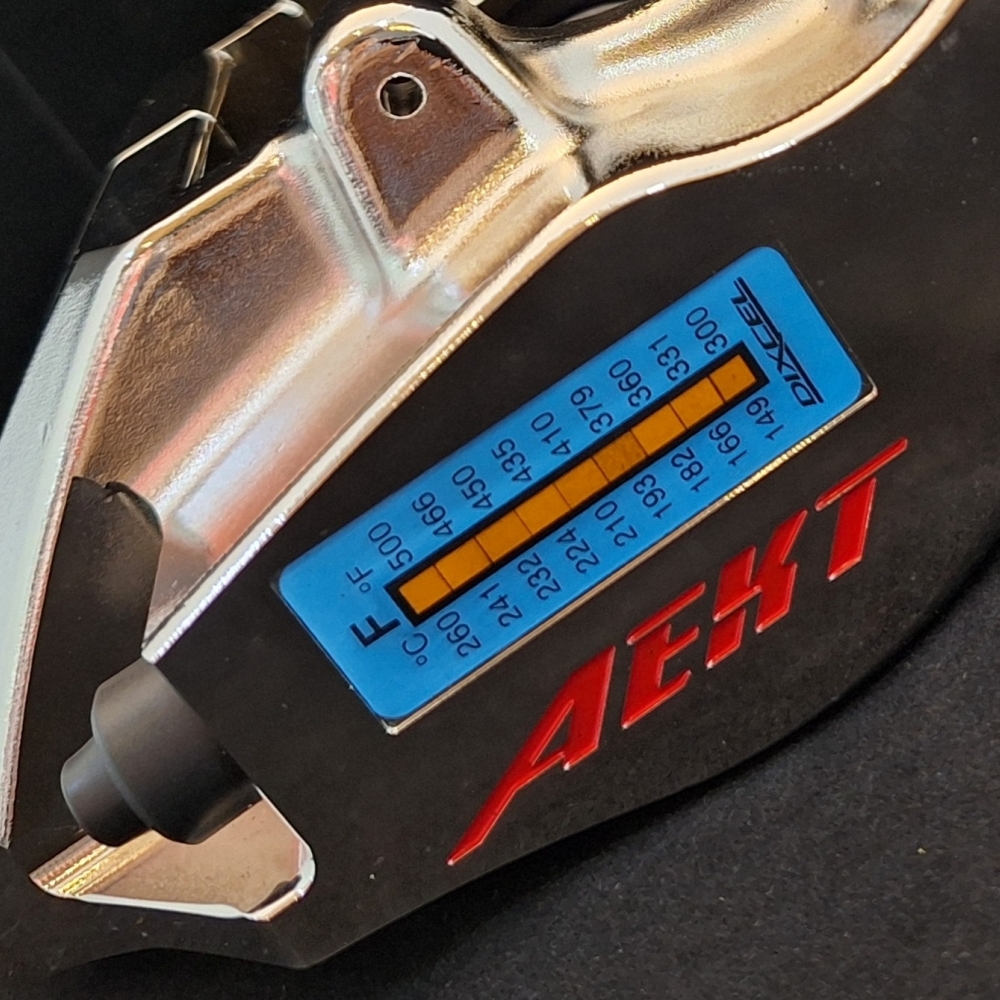 DIXCEL
300 331 360 379 410 435 450 466 500 °F
149 166 182 193 210 224 232 241 260 °C
F
AEKT